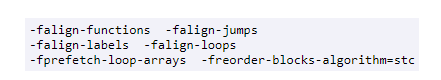 -falign-functions  -falign-jumps
-falign-labels  -falign-loops
-fprefetch-loop-arrays  -freorder-blocks-algorithm=stc